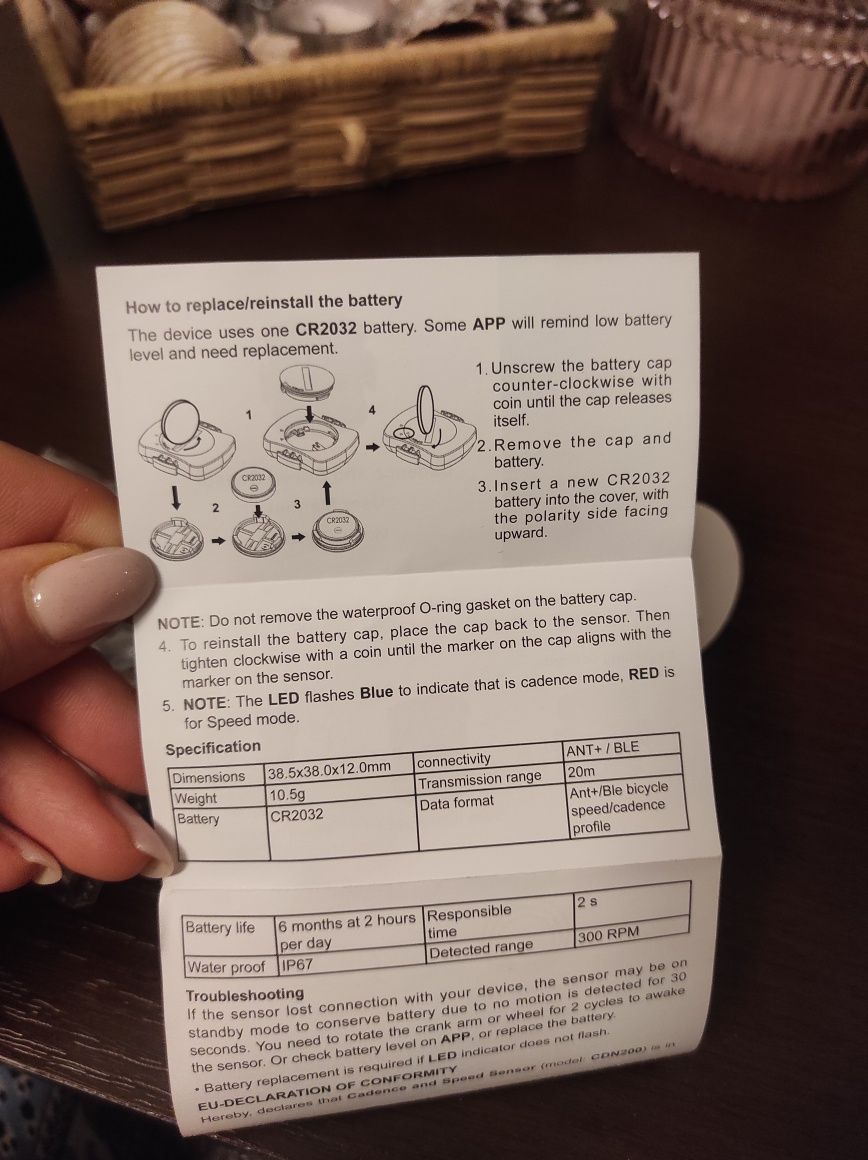 How to replace/reinstall the battery
The device uses one CR2032 battery. Some APP will remind low battery
level and need replacement.
1
4
CR2032
2
3
CR2032
1. Unscrew the battery cap
counter-clockwise with
coin until the cap releases
itself.
2. Remove the cap and
battery.
3. Insert a new CR2032
battery into the cover, with
the polarity side facing
upward.
NOTE: Do not remove the waterproof O-ring gasket on the battery cap.
4. To reinstall the battery cap, place the cap back to the sensor. Then
tighten clockwise with a coin until the marker on the cap aligns with the
marker on the sensor.
5. NOTE: The LED flashes Blue to indicate that is cadence mode, RED is
for Speed mode.
Specification
Dimensions 38.5x38.0x12.0mm connectivity ANT+ / BLE
Weight 10.5g Transmission range 20m
Battery CR2032 Data format Ant+/Ble bicycle
speed/cadence
profile
Battery life 6 months at 2 hours Responsible 2 s
per day time
Water proof IP67 Detected range 300 RPM
Troubleshooting
If the sensor lost connection with your device, the sensor may be on
standby mode to conserve battery due to no motion is detected for 30
seconds. You need to rotate the crank arm or wheel for 2 cycles to awake
the sensor. Or check battery level on APP, or replace the battery.
• Battery replacement is required if LED indicator does not flash.
EU-DECLARATION OF CONFORMITY
Hereby, declares that Cadence and Speed Sensor (model: CDN200) is in